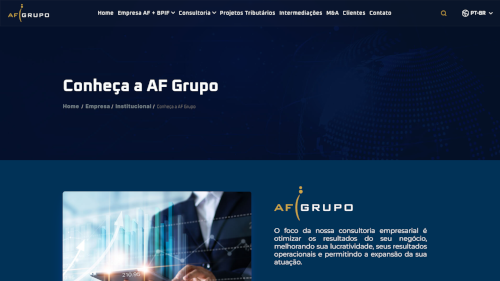 AF GRUPO
Home Empresa AF + BPIF Consultoria Projetos Tributários Intermediações M&A Clientes Contato
PT-BR
Conheça a AF Grupo
Home / Empresa / Institucional / Conheça a AF Grupo
AF GRUPO
O foco da nossa consultoria empresarial é
otimizar os resultados do seu negócio,
melhorando sua lucratividade, seus resultados
operacionais e permitindo a expansão da sua
atuação.